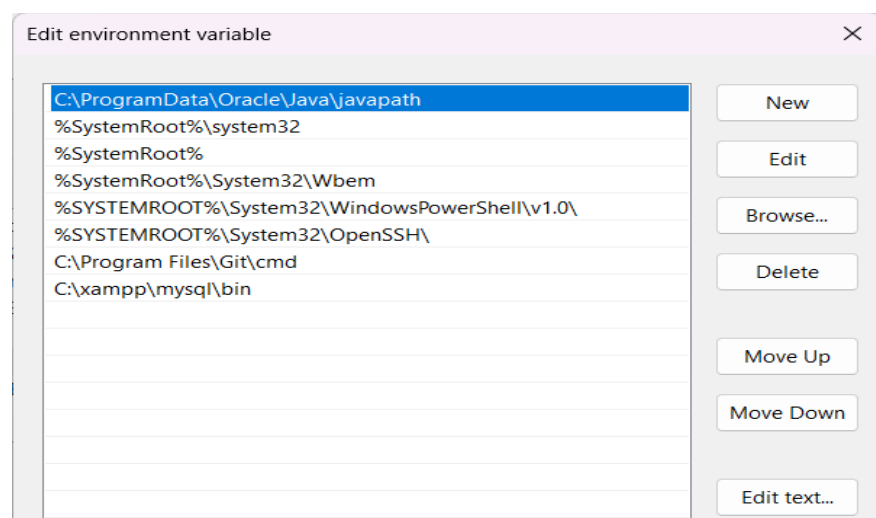 Edit environment variable
C:\ProgramData\Oracle\Java\javapath
%SystemRoot%\system32
%SystemRoot%
%SystemRoot%\System32\Wbem
%SYSTEMROOT%\System32\WindowsPowerShell\v1.0\
%SYSTEMROOT%\System32\OpenSSH\
C:\Program Files\Git\cmd
C:\xampp\mysql\bin
New
Edit
Browse...
Delete
Move Up
Move Down
Edit text...